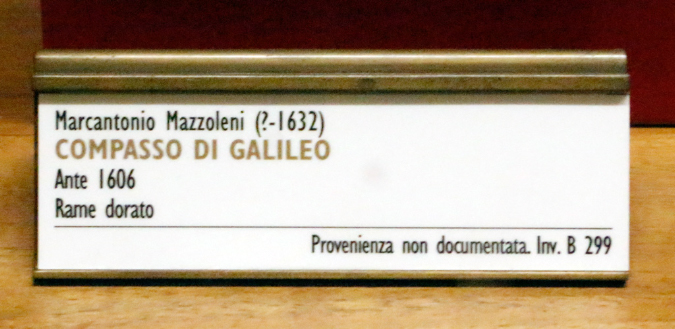 Marcantonio Mazzoleni (?-1632)
COMPASSO DI GALILEO
Ante 1606
Rame dorato
Provenienza non documentata. Inv. B 299